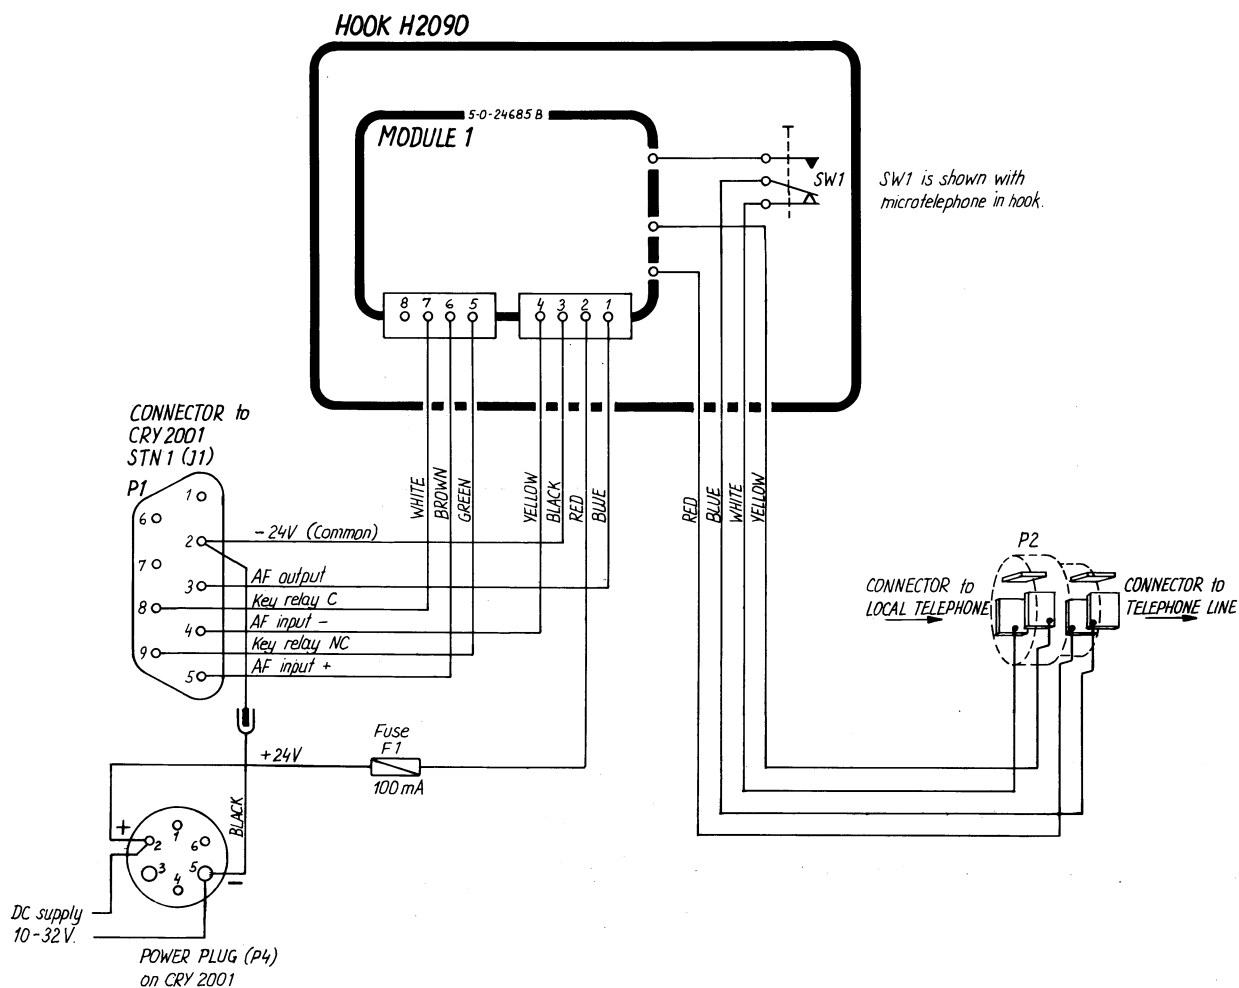 HOOK H2090
5-0-24685 B
MODULE 1
SW1
SW1 is shown with
microtelephone in hook.
8 7 6 5 4 3 2 1
CONNECTOR to
CRY 2001
STN 1 (J1)
P1
WHITE
BROWN
GREEN
YELLOW
BLACK
RED
BLUE
RED
BLUE
WHITE
YELLOW
1
6
2
7
3
8
4
9
5
-24V (Common)
AF output
Key relay C
AF input -
Key relay NC
AF input +
P2
CONNECTOR to
LOCAL TELEPHONE
CONNECTOR to
TELEPHONE LINE
Fuse
F1
100 mA
+24V
BLACK
+
1
2
6
3
5
4
-
DC supply
10-32V.
POWER PLUG (P4)
on CRY 2001